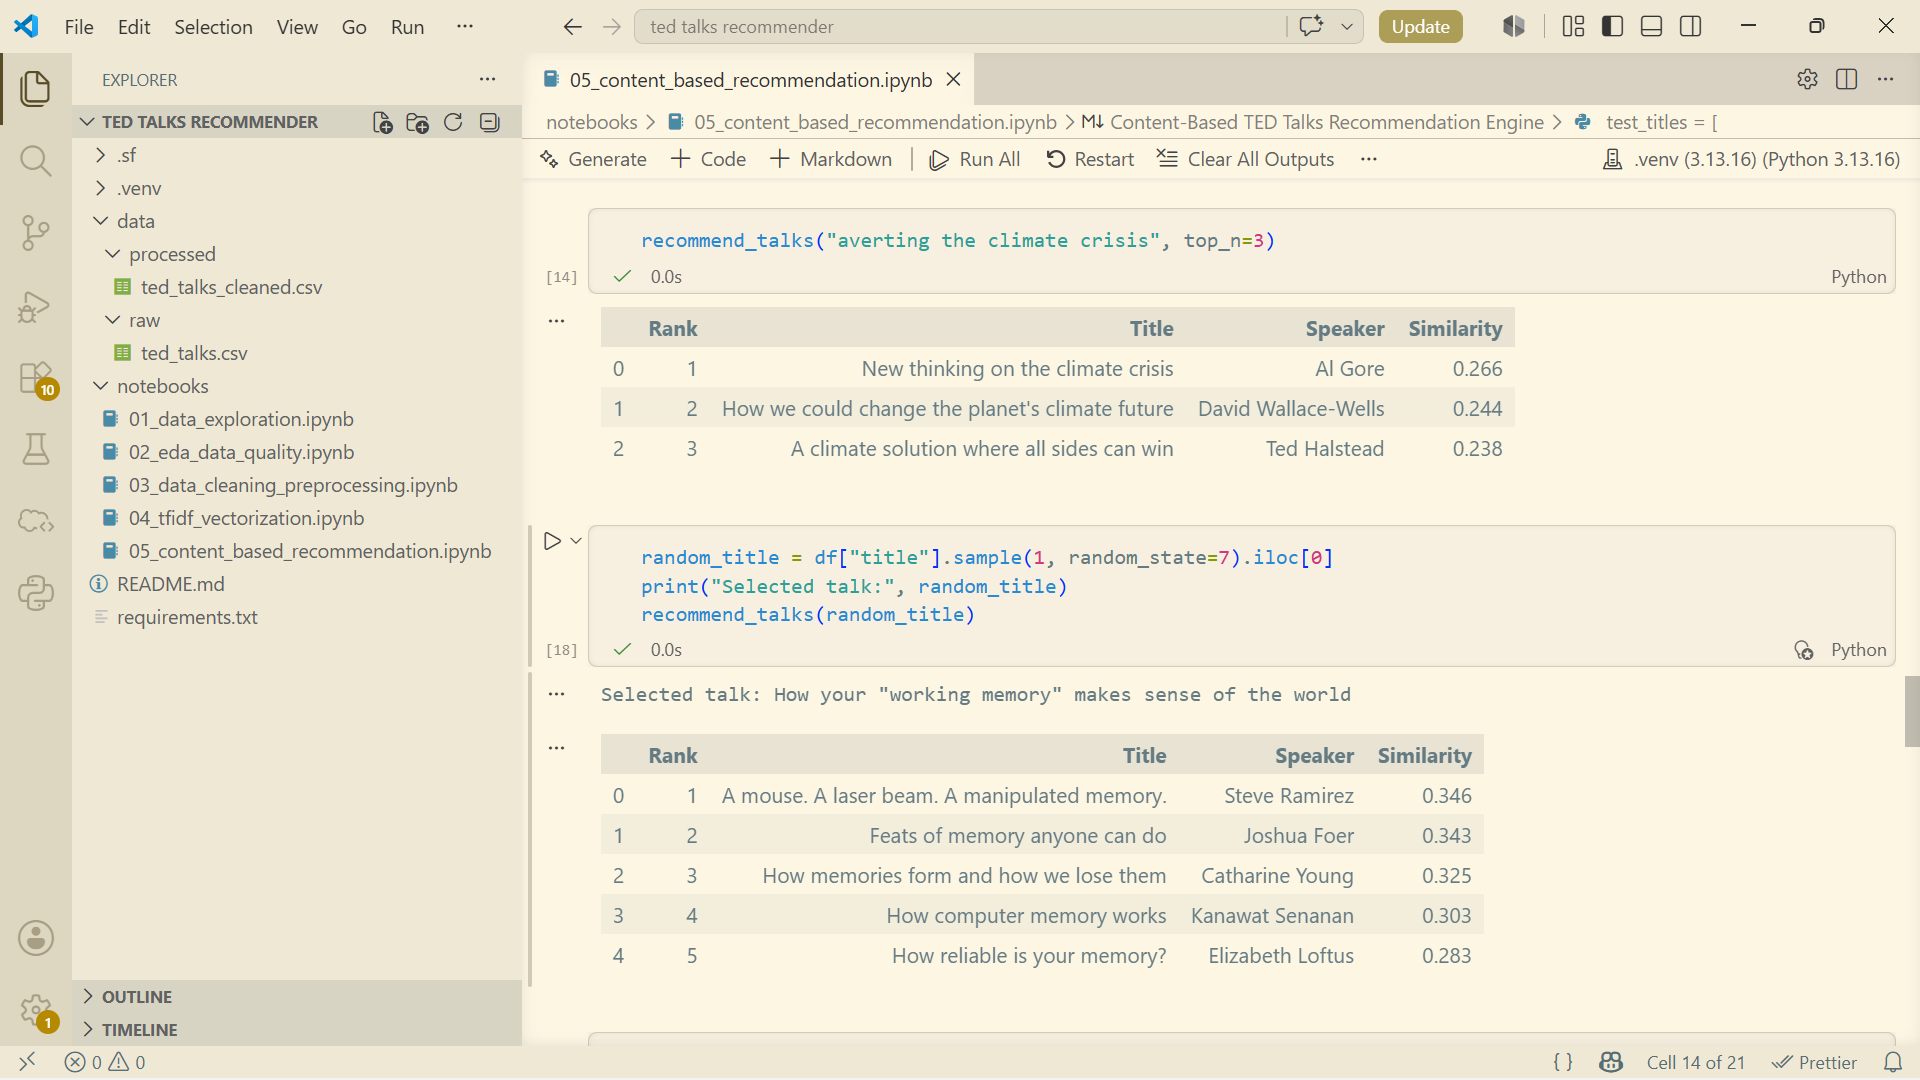 File Edit Selection View Go Run ···
ted talks recommender
Update
EXPLORER ···
TED TALKS RECOMMENDER
.sf
.venv
data
processed
ted_talks_cleaned.csv
raw
ted_talks.csv
notebooks
01_data_exploration.ipynb
02_eda_data_quality.ipynb
03_data_cleaning_preprocessing.ipynb
04_tfidf_vectorization.ipynb
05_content_based_recommendation.ipynb
README.md
requirements.txt
OUTLINE
TIMELINE
10
1
05_content_based_recommendation.ipynb
notebooks > 05_content_based_recommendation.ipynb > M↓ Content-Based TED Talks Recommendation Engine > test_titles = [
Generate + Code + Markdown | Run All Restart Clear All Outputs ··· .venv (3.13.16) (Python 3.13.16)
recommend_talks("averting the climate crisis", top_n=3)
[14] 0.0s Python
Rank Title Speaker Similarity
0 1 New thinking on the climate crisis Al Gore 0.266
1 2 How we could change the planet's climate future David Wallace-Wells 0.244
2 3 A climate solution where all sides can win Ted Halstead 0.238
random_title = df["title"].sample(1, random_state=7).iloc[0]
print("Selected talk:", random_title)
recommend_talks(random_title)
[18] 0.0s Python
Selected talk: How your "working memory" makes sense of the world
Rank Title Speaker Similarity
0 1 A mouse. A laser beam. A manipulated memory. Steve Ramirez 0.346
1 2 Feats of memory anyone can do Joshua Foer 0.343
2 3 How memories form and how we lose them Catharine Young 0.325
3 4 How computer memory works Kanawat Senanan 0.303
4 5 How reliable is your memory? Elizabeth Loftus 0.283
0 0 { } Cell 14 of 21 Prettier